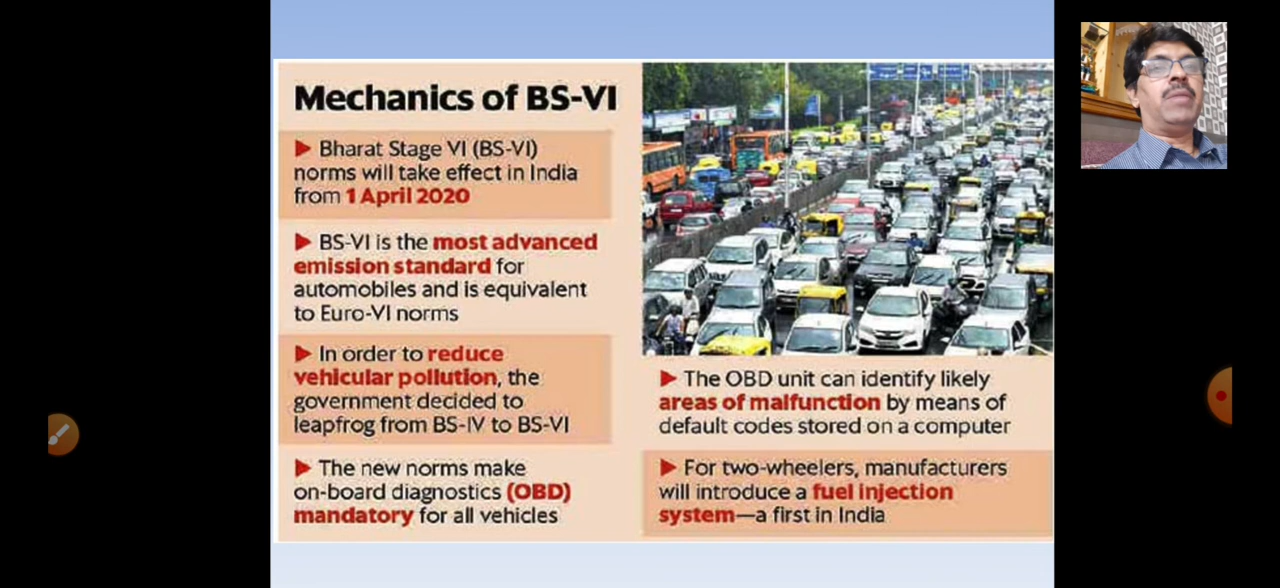 Mechanics of BS-VI
▶ Bharat Stage VI (BS-VI)
norms will take effect in India
from 1 April 2020
▶ BS-VI is the most advanced
emission standard for
automobiles and is equivalent
to Euro-VI norms
▶ In order to reduce
vehicular pollution, the
government decided to
leapfrog from BS-IV to BS-VI
▶ The new norms make
on-board diagnostics (OBD)
mandatory for all vehicles
▶ The OBD unit can identify likely
areas of malfunction by means of
default codes stored on a computer
▶ For two-wheelers, manufacturers
will introduce a fuel injection
system—a first in India